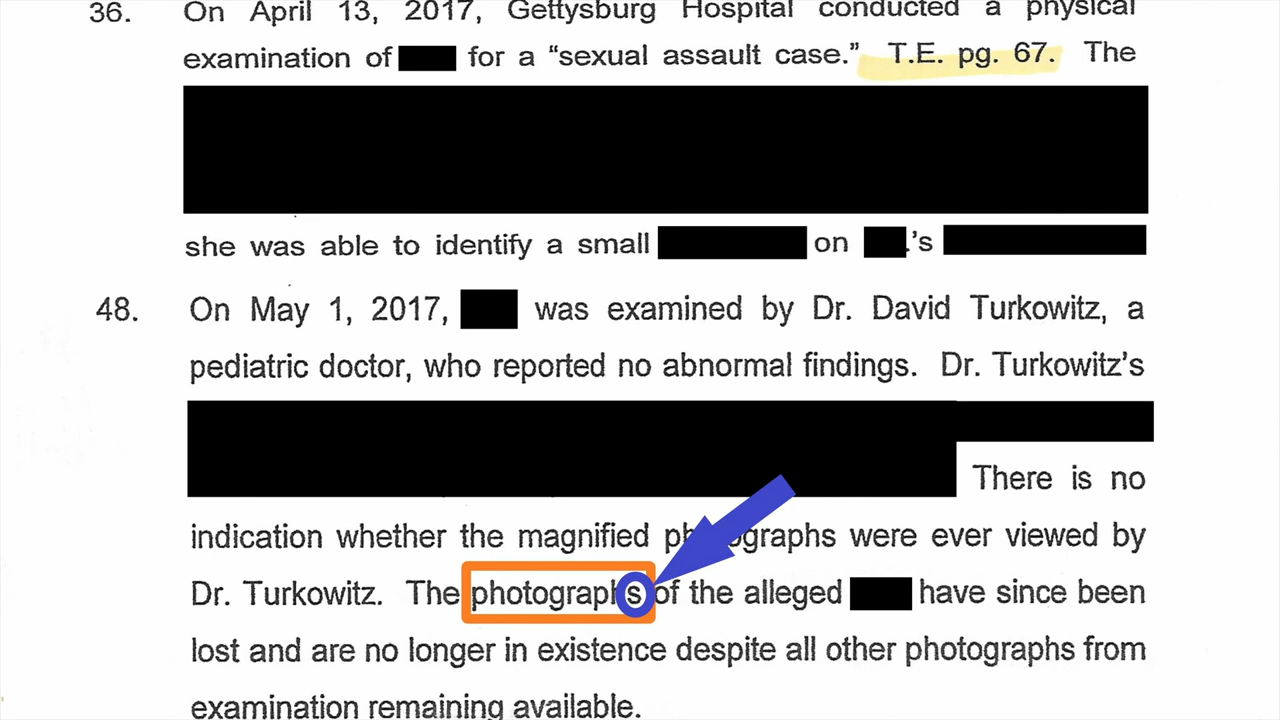 36. On April 13, 2017, Gettysburg Hospital conducted a physical
examination of for a “sexual assault case.” T.E. pg. 67. The
she was able to identify a small on .’s
48. On May 1, 2017, was examined by Dr. David Turkowitz, a
pediatric doctor, who reported no abnormal findings. Dr. Turkowitz’s
There is no
indication whether the magnified photographs were ever viewed by
Dr. Turkowitz. The photographs of the alleged have since been
lost and are no longer in existence despite all other photographs from
examination remaining available.